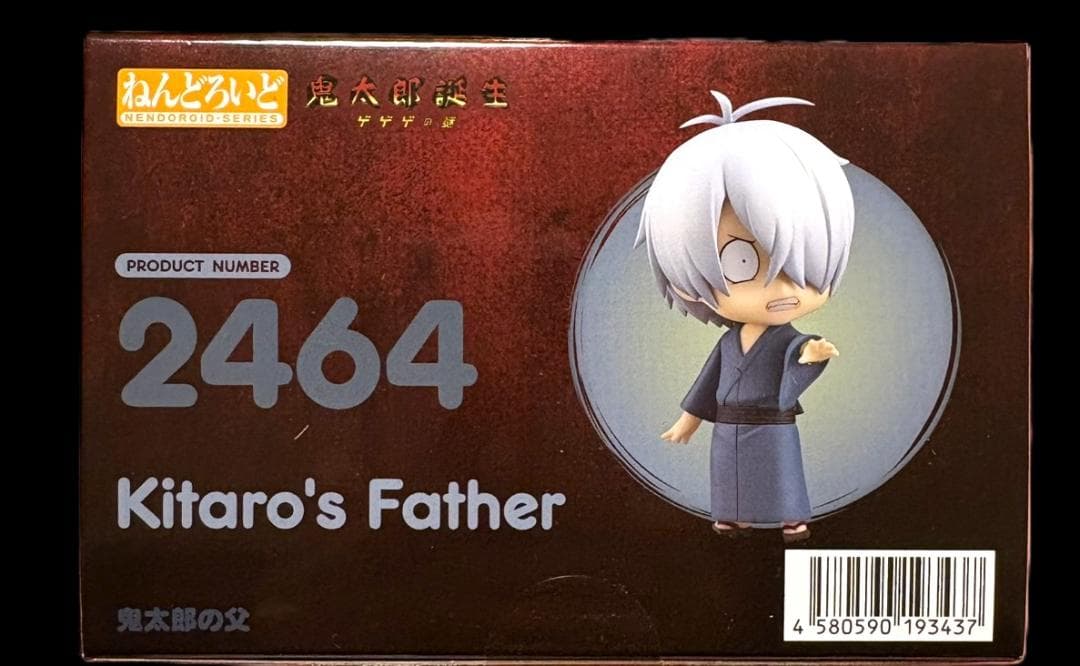 ねんどろいど
NENDOROID・SERIES
鬼太郎誕生
ゲゲゲの謎
PRODUCT NUMBER
2464
Kitaro's Father
鬼太郎の父
4 580590 193437